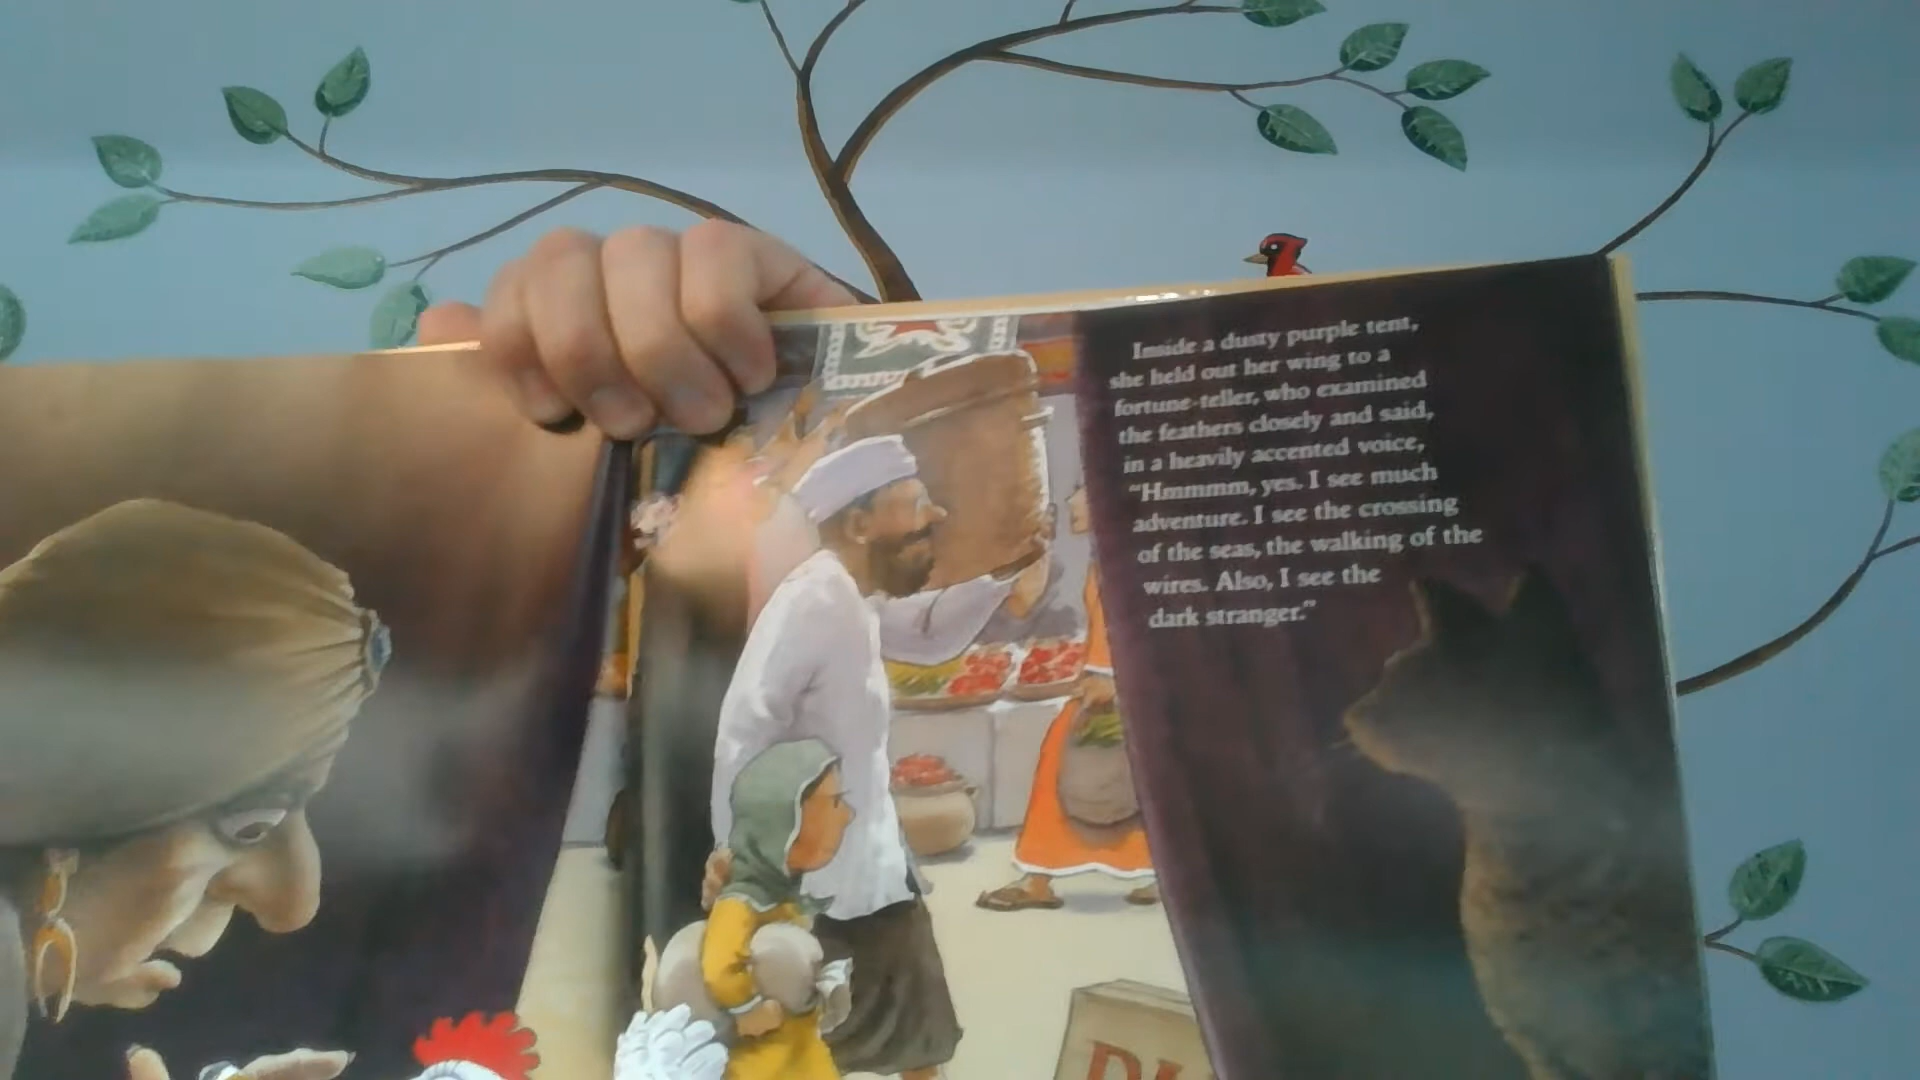 Inside a dusty purple tent,
she held out her wing to a
fortune-teller, who examined
the feathers closely and said,
in a heavily accented voice,
“Hmmmm, yes. I see much
adventure. I see the crossing
of the seas, the walking of the
wires. Also, I see the
dark stranger.”